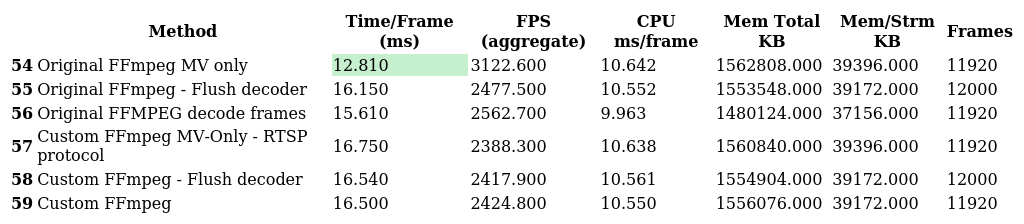 Method Time/Frame (ms) FPS (aggregate) CPU ms/frame Mem Total KB Mem/Strm KB Frames
54 Original FFmpeg MV only 12.810 3122.600 10.642 1562808.000 39396.000 11920
55 Original FFmpeg - Flush decoder 16.150 2477.500 10.552 1553548.000 39172.000 12000
56 Original FFMPEG decode frames 15.610 2562.700 9.963 1480124.000 37156.000 11920
57 Custom FFmpeg MV-Only - RTSP protocol 16.750 2388.300 10.638 1560840.000 39396.000 11920
58 Custom FFmpeg - Flush decoder 16.540 2417.900 10.561 1554904.000 39172.000 12000
59 Custom FFmpeg 16.500 2424.800 10.550 1556076.000 39172.000 11920